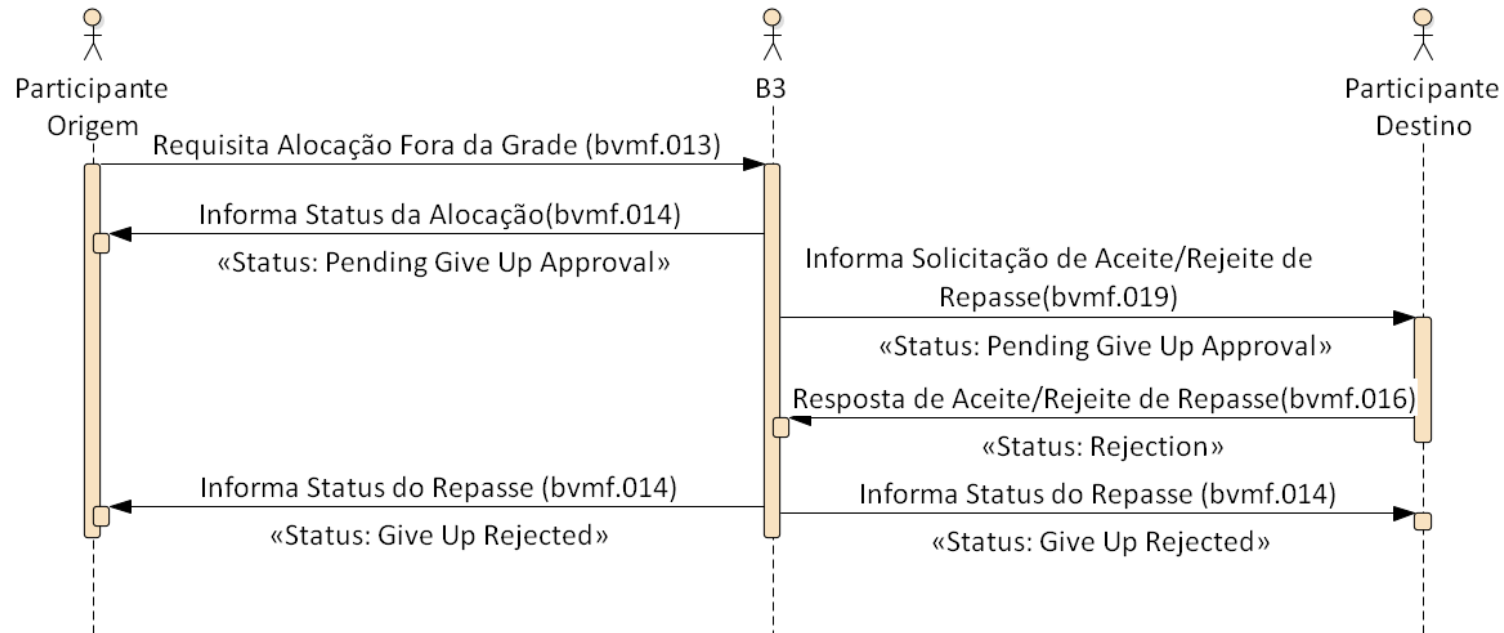 Participante
Origem
B3
Participante
Destino
Requisita Alocação Fora da Grade (bvmf.013)
Informa Status da Alocação(bvmf.014)
«Status: Pending Give Up Approval»
Informa Solicitação de Aceite/Rejeite de
Repasse(bvmf.019)
«Status: Pending Give Up Approval»
Resposta de Aceite/Rejeite de Repasse(bvmf.016)
«Status: Rejection»
Informa Status do Repasse (bvmf.014)
«Status: Give Up Rejected»
Informa Status do Repasse (bvmf.014)
«Status: Give Up Rejected»